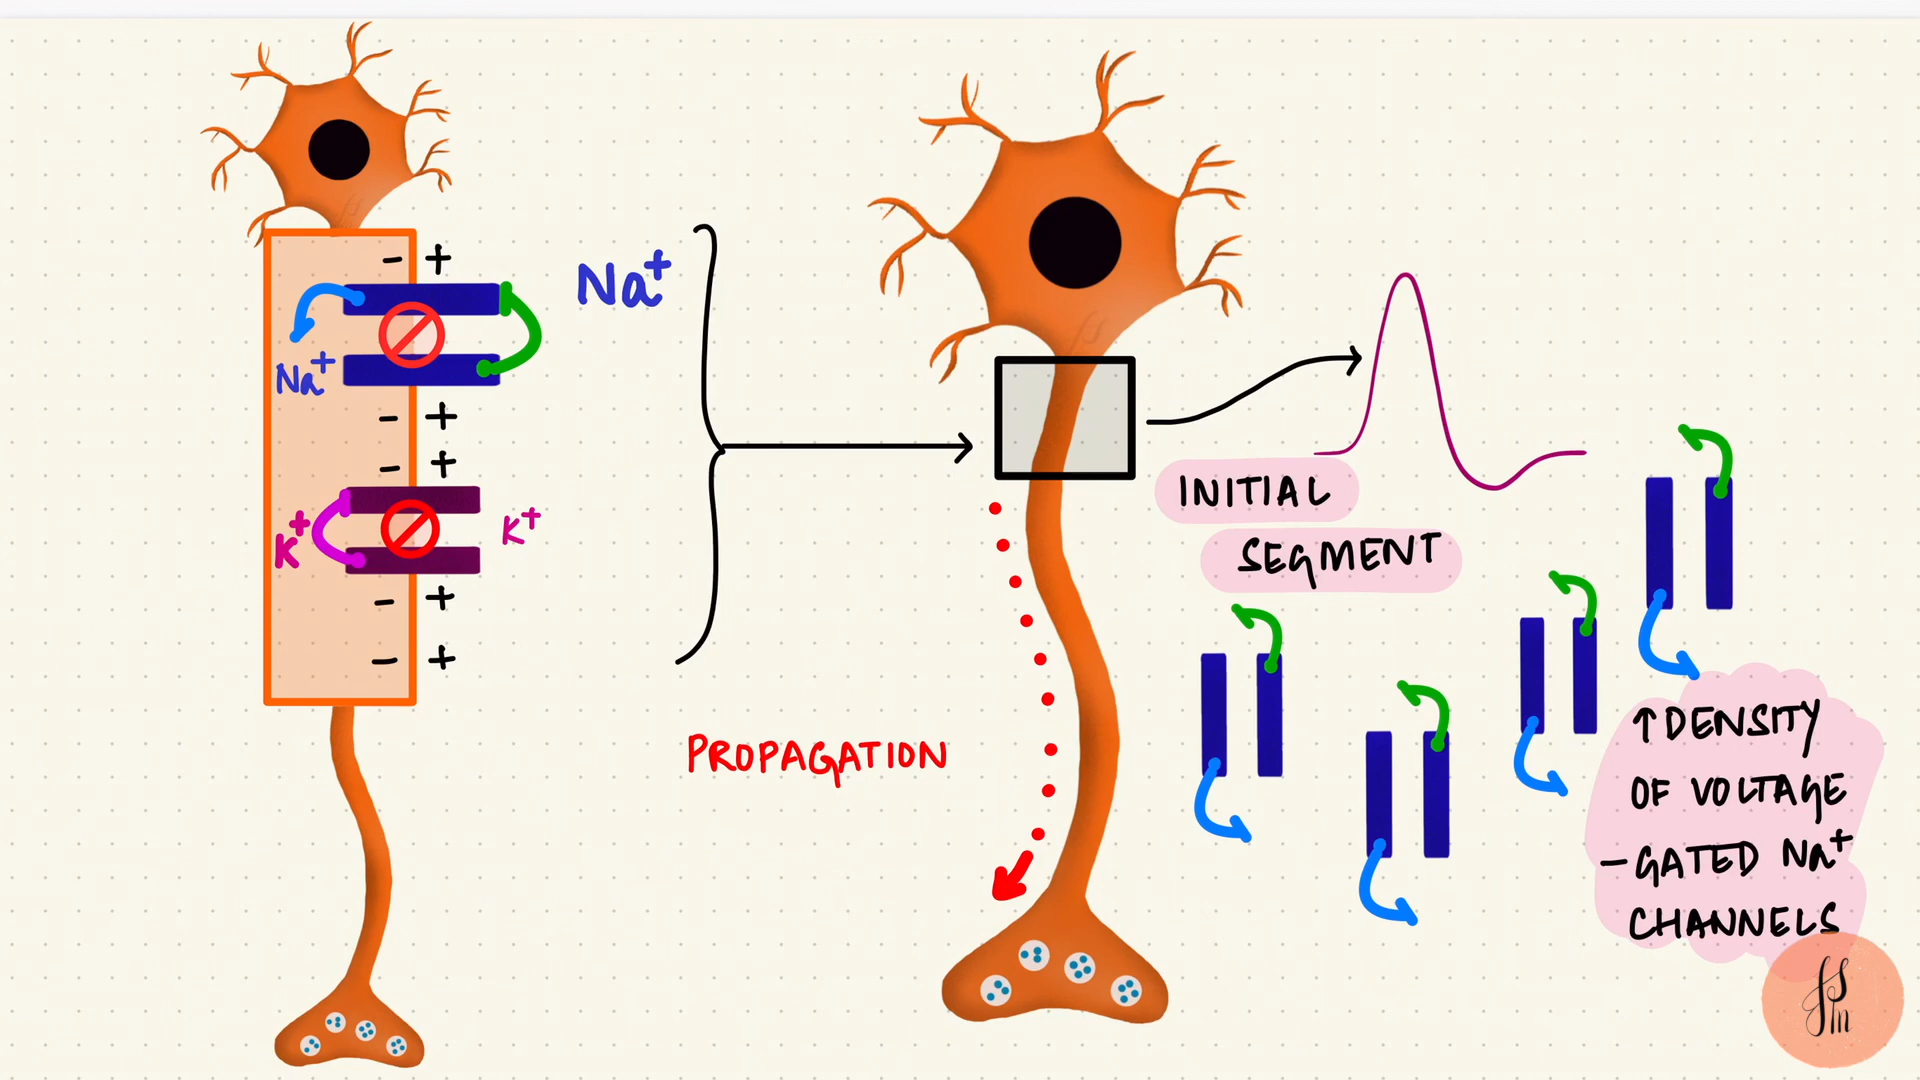 - +
Na⁺
Na⁺
- +
- +
K⁺
K⁺
- +
- +
PROPAGATION
INITIAL
SEGMENT
↑ DENSITY
OF VOLTAGE
-GATED Na⁺
CHANNELS